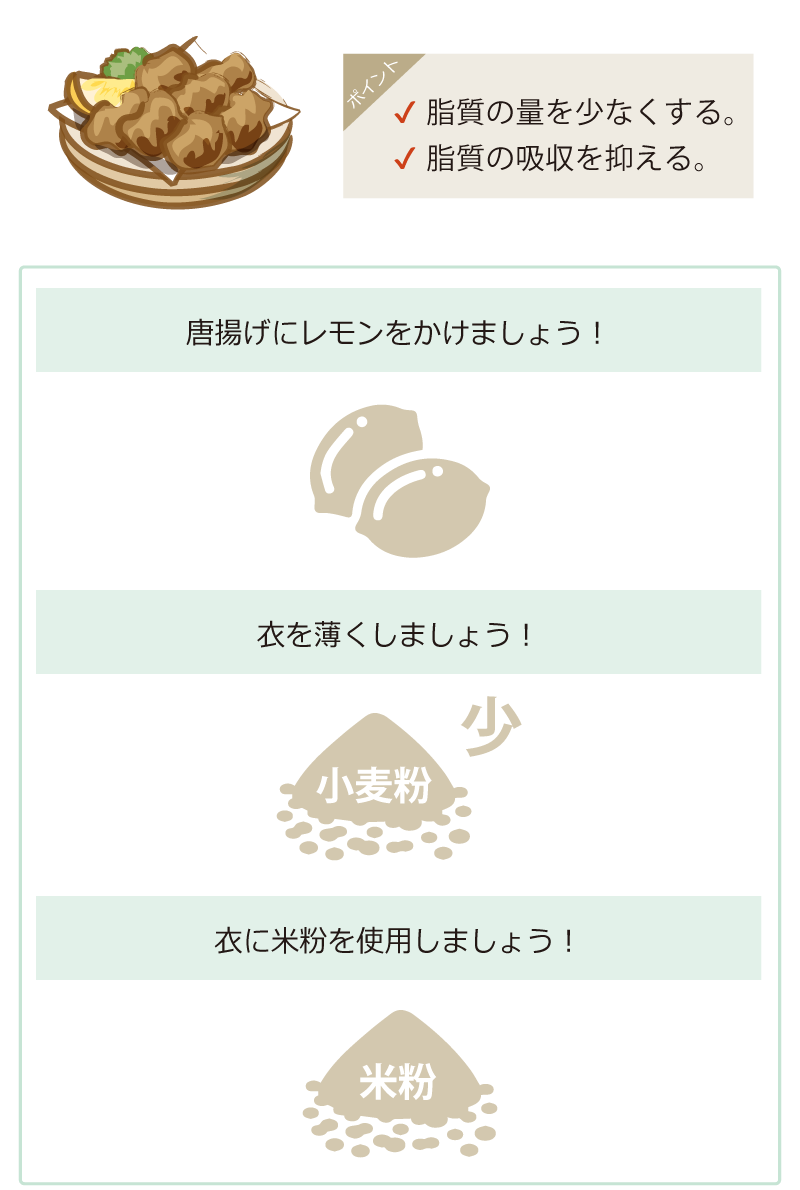 ポイント
✓ 脂質の量を少なくする。
✓ 脂質の吸収を抑える。
唐揚げにレモンをかけましょう！
衣を薄くしましょう！
少
小麦粉
衣に米粉を使用しましょう！
米粉